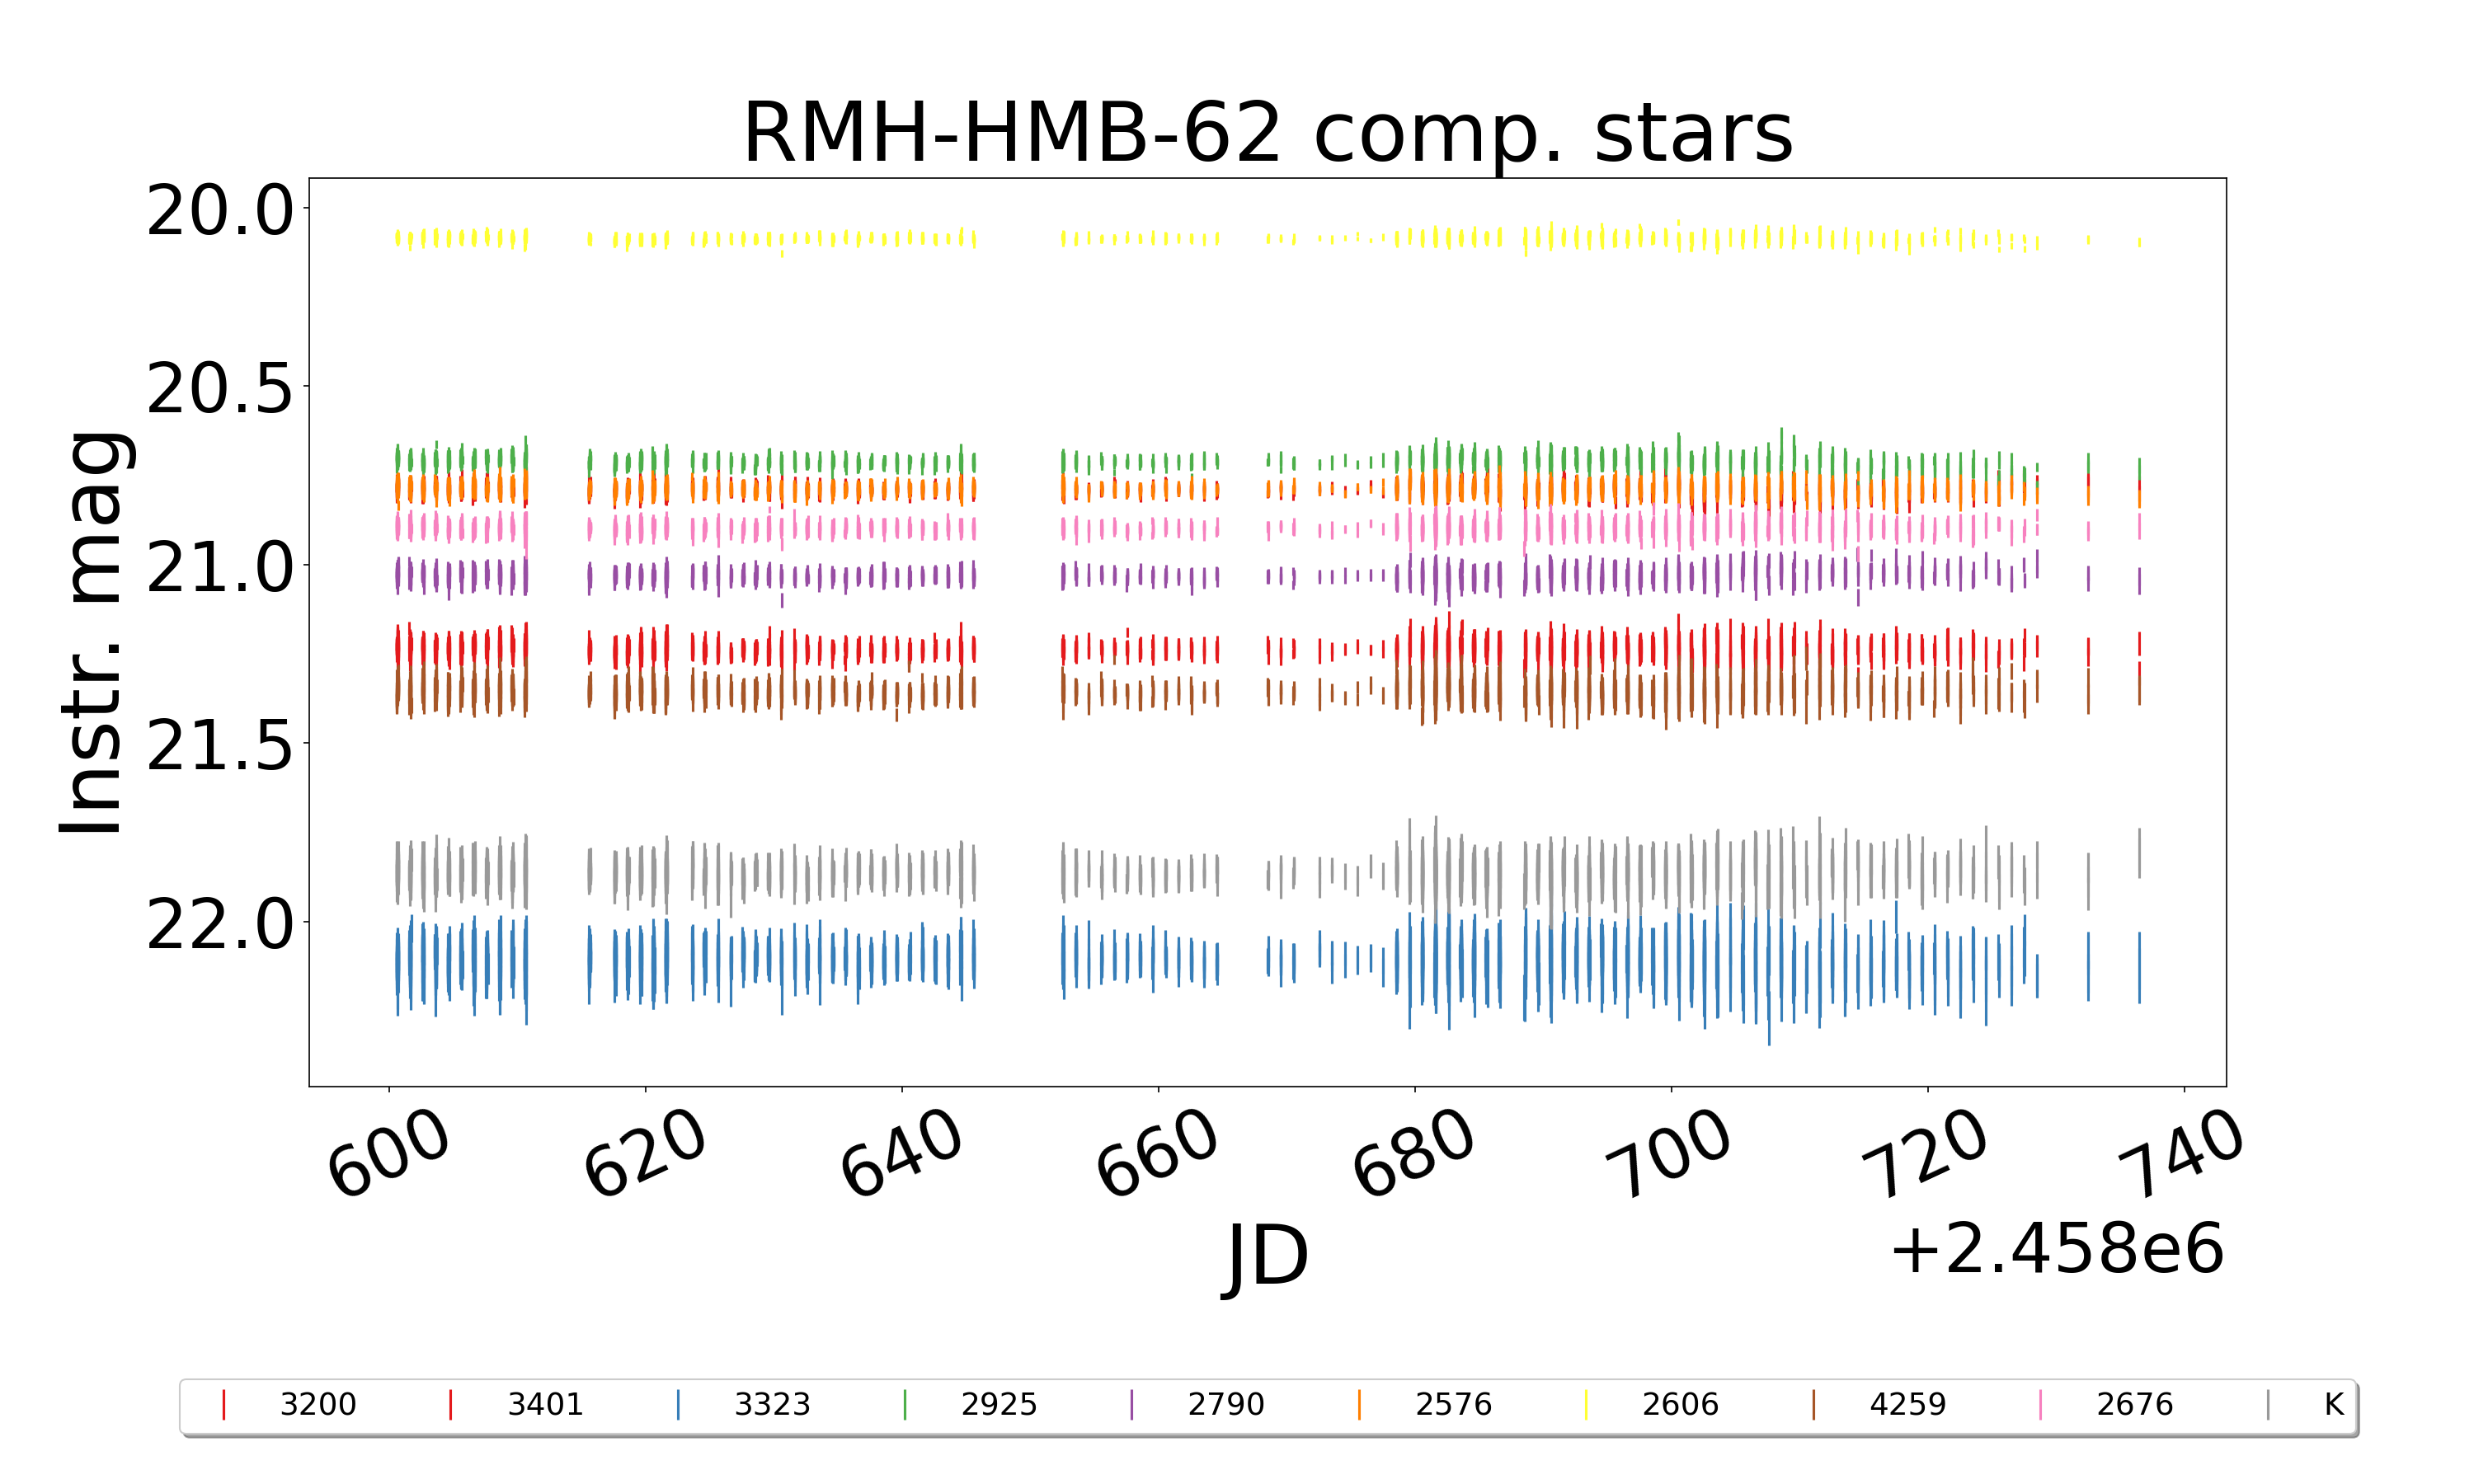 RMH-HMB-62 comp. stars
Instr. mag
20.0
20.5
21.0
21.5
22.0
600 620 640 660 680 700 720 740
JD
+2.458e6
3200 3401 3323 2925 2790 2576 2606 4259 2676 K